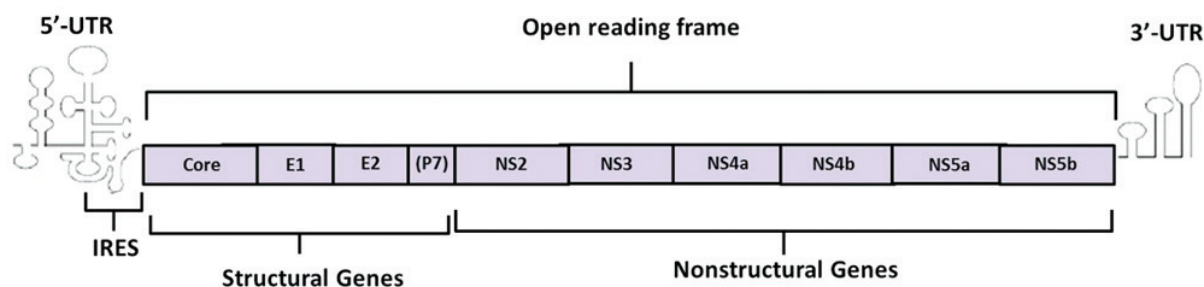 5’-UTR
Open reading frame
3’-UTR
Core E1 E2 (P7) NS2 NS3 NS4a NS4b NS5a NS5b
IRES
Structural Genes
Nonstructural Genes